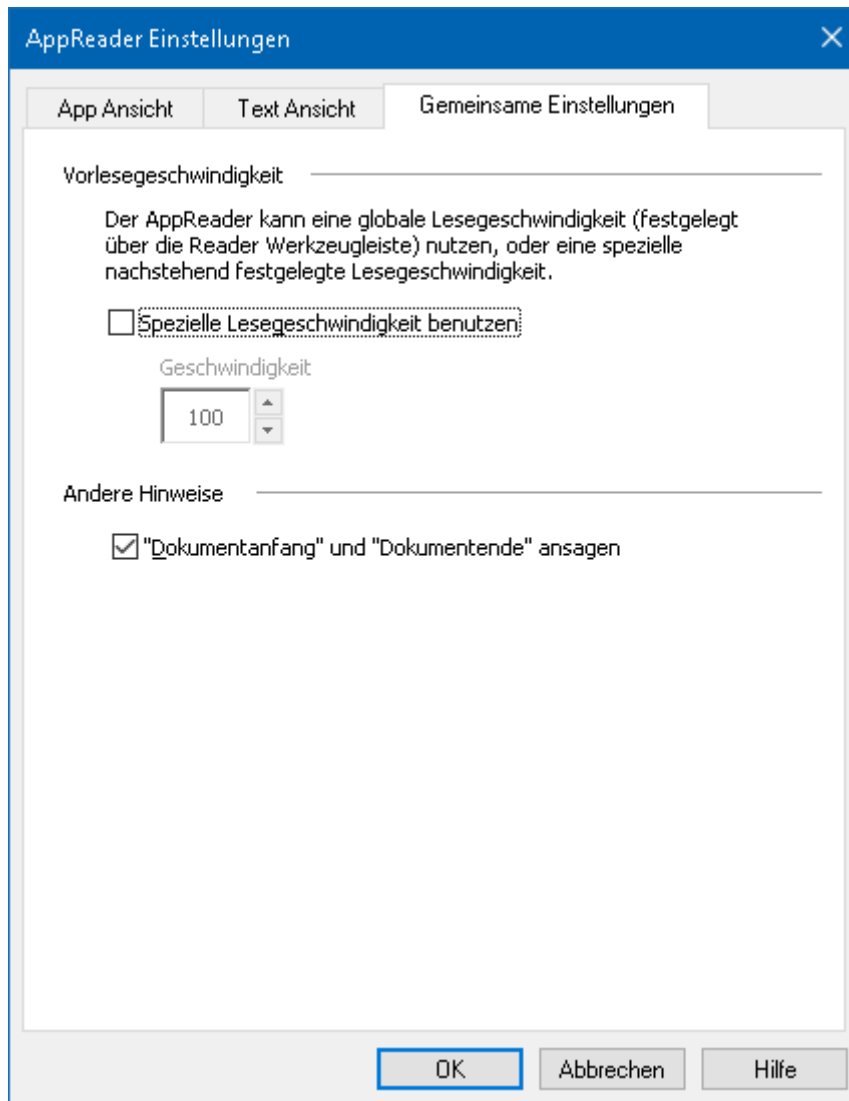 AppReader Einstellungen
App Ansicht
Text Ansicht
Gemeinsame Einstellungen
Vorlesegeschwindigkeit
Der AppReader kann eine globale Lesegeschwindigkeit (festgelegt
über die Reader Werkzeugleiste) nutzen, oder eine spezielle
nachstehend festgelegte Lesegeschwindigkeit.
Spezielle Lesegeschwindigkeit benutzen
Geschwindigkeit
100
Andere Hinweise
"Dokumentanfang" und "Dokumentende" ansagen
OK
Abbrechen
Hilfe